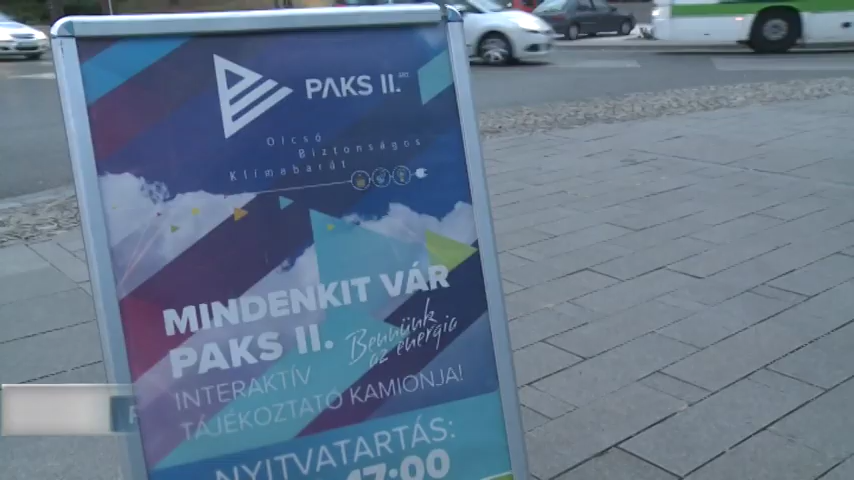 PAKS II.
Olcsó
Biztonságos
Klímabarát
MINDENKIT VÁR
PAKS II. Bennünk
az energia
INTERAKTÍV
TÁJÉKOZTATÓ KAMIONJA!
NYITVATARTÁS:
17:00